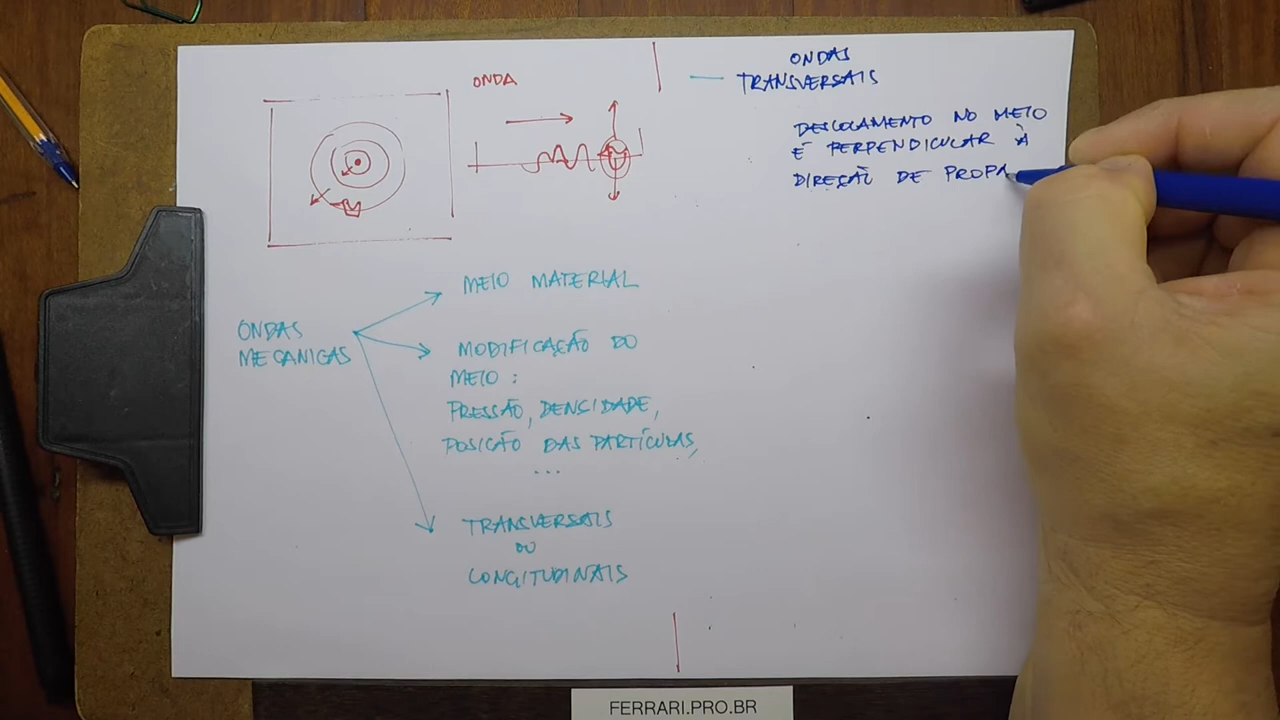 ONDA
ONDAS
MECANICAS
MEIO MATERIAL
MODIFICAÇÃO DO
MEIO :
PRESSÃO, DENSIDADE,
POSIÇÃO DAS PARTÍCULAS,
...
TRANSVERSAIS
OU
LONGITUDINAIS
ONDAS
TRANSVERSAIS
DESLOCAMENTO NO MEIO
É PERPENDICULAR À
DIREÇÃO DE PROPA
FERRARI.PRO.BR